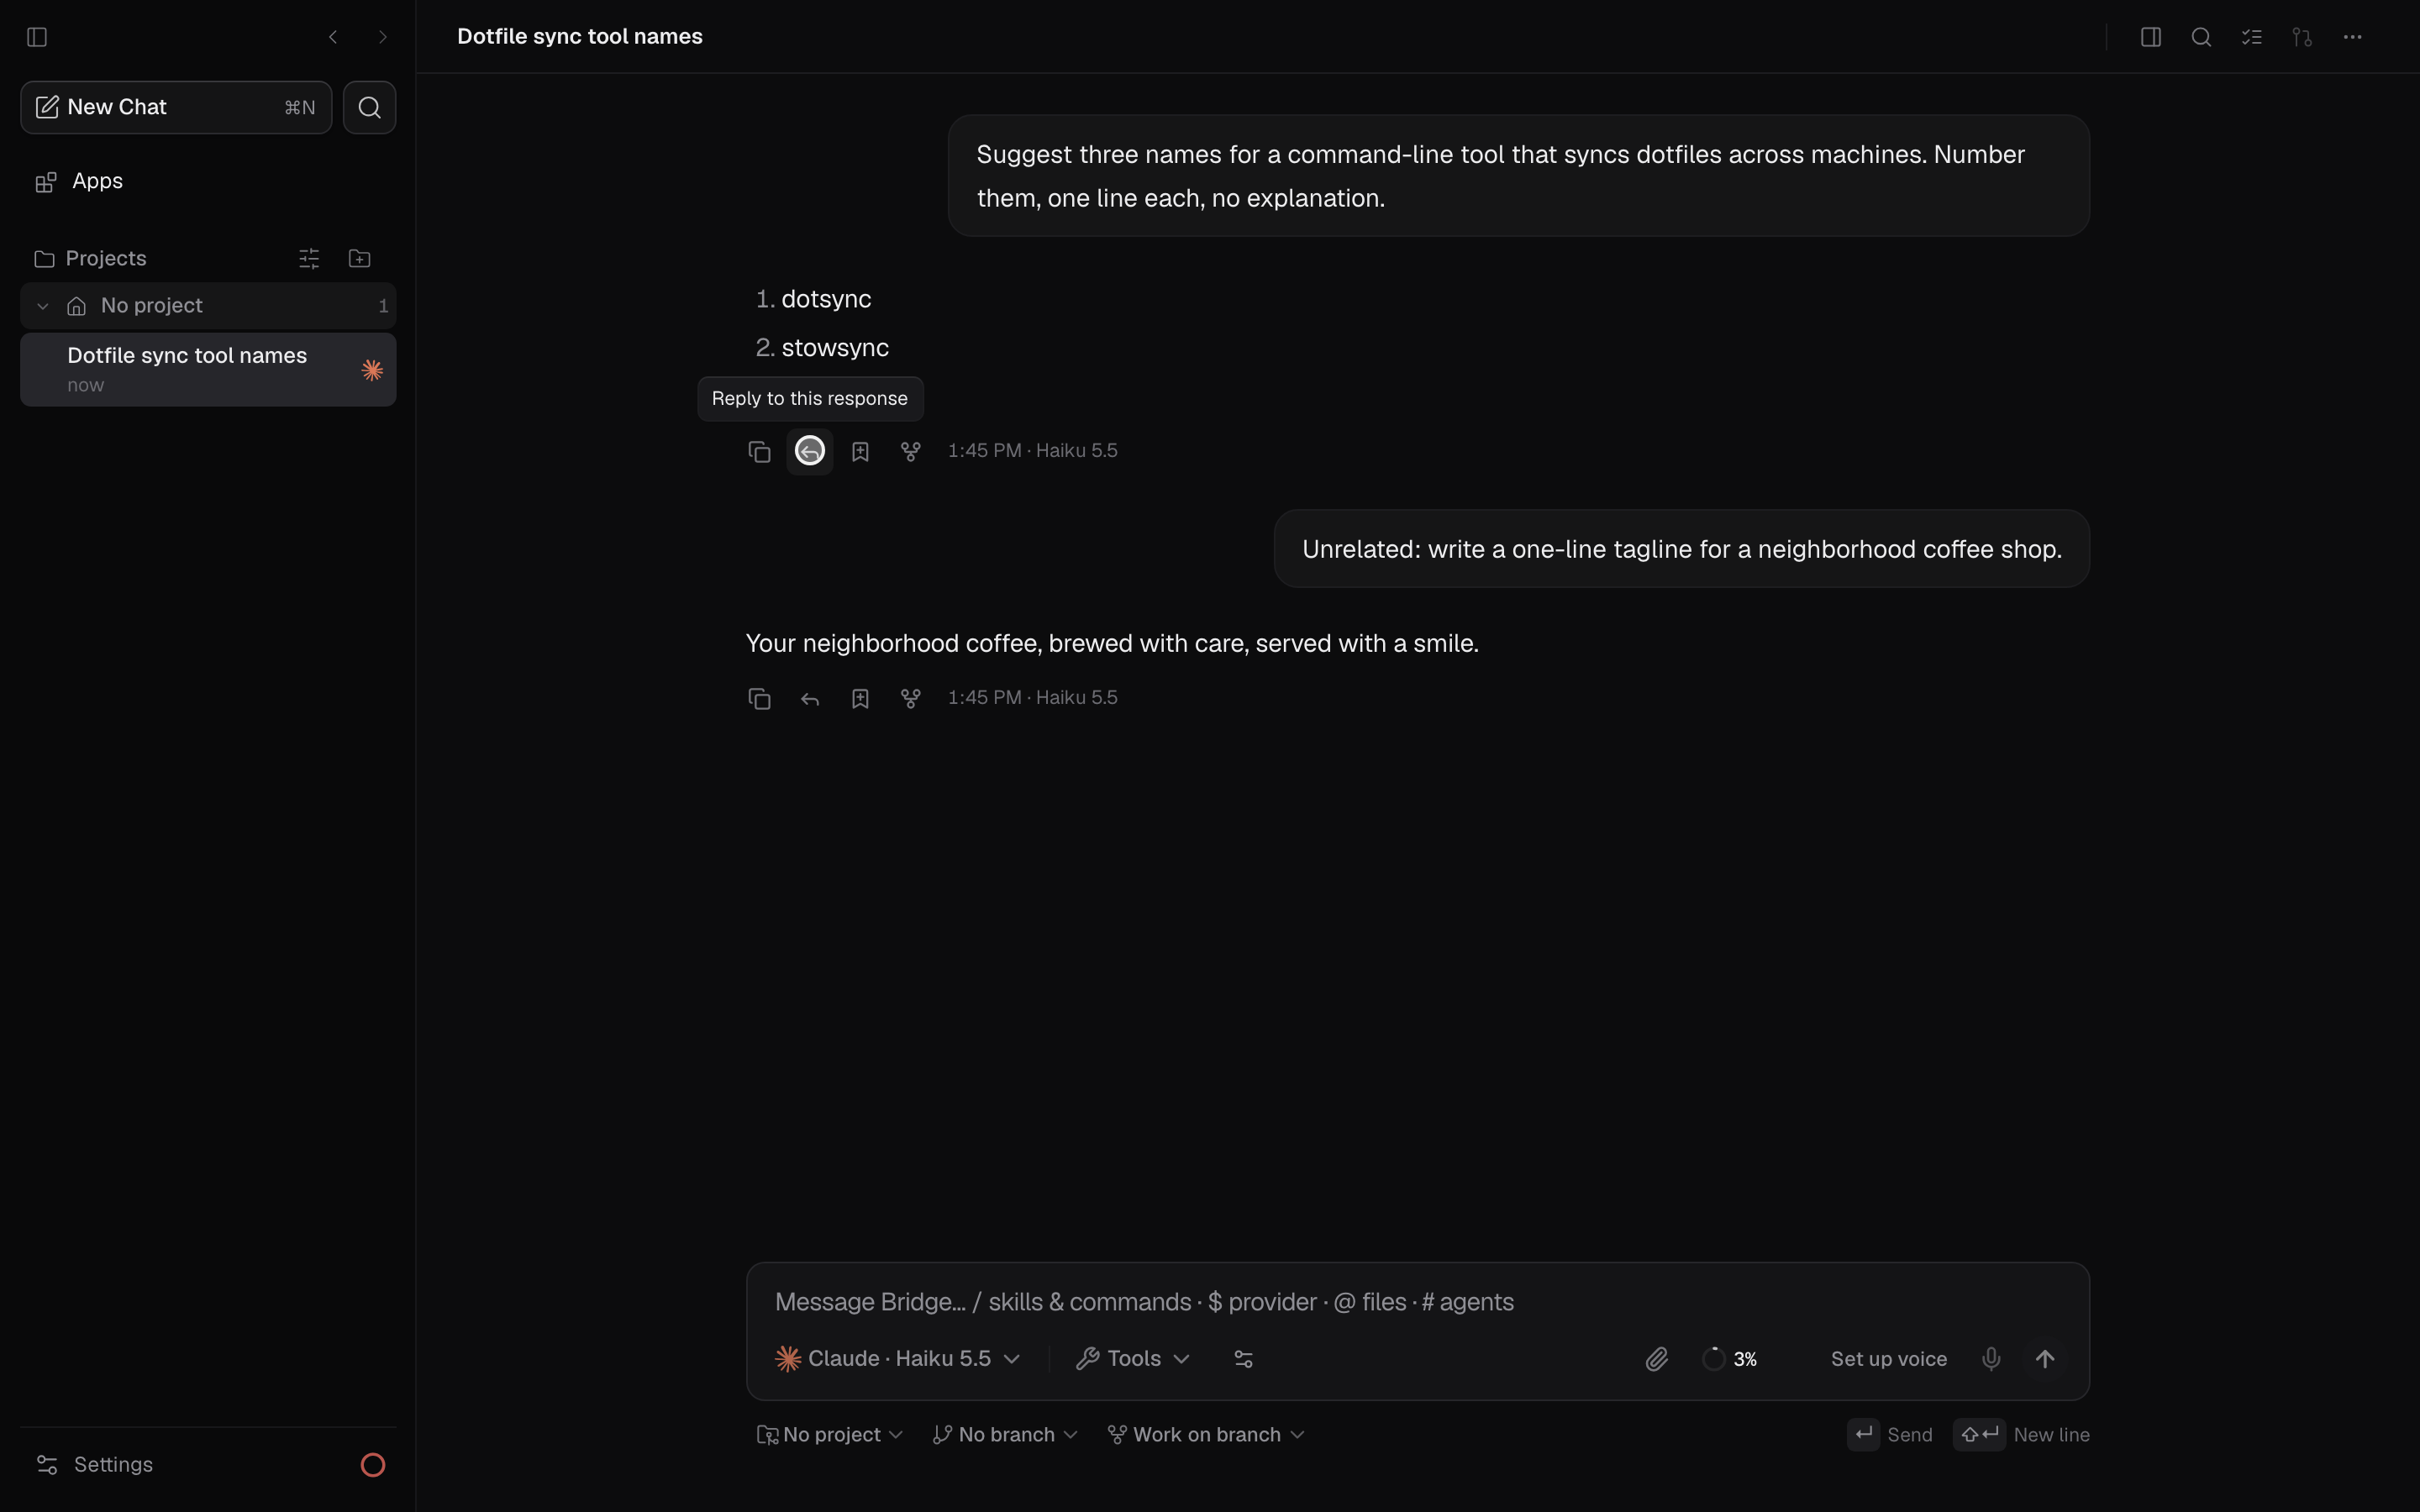 Dotfile sync tool names
New Chat ⌘N
Apps
Projects
No project 1
Dotfile sync tool names
now
Suggest three names for a command-line tool that syncs dotfiles across machines. Number
them, one line each, no explanation.
1. dotsync
2. stowsync
Reply to this response
1:45 PM · Haiku 5.5
Unrelated: write a one-line tagline for a neighborhood coffee shop.
Your neighborhood coffee, brewed with care, served with a smile.
1:45 PM · Haiku 5.5
Message Bridge... / skills & commands · $ provider · @ files · # agents
Claude · Haiku 5.5 Tools 3% Set up voice
No project No branch Work on branch Send New line
Settings